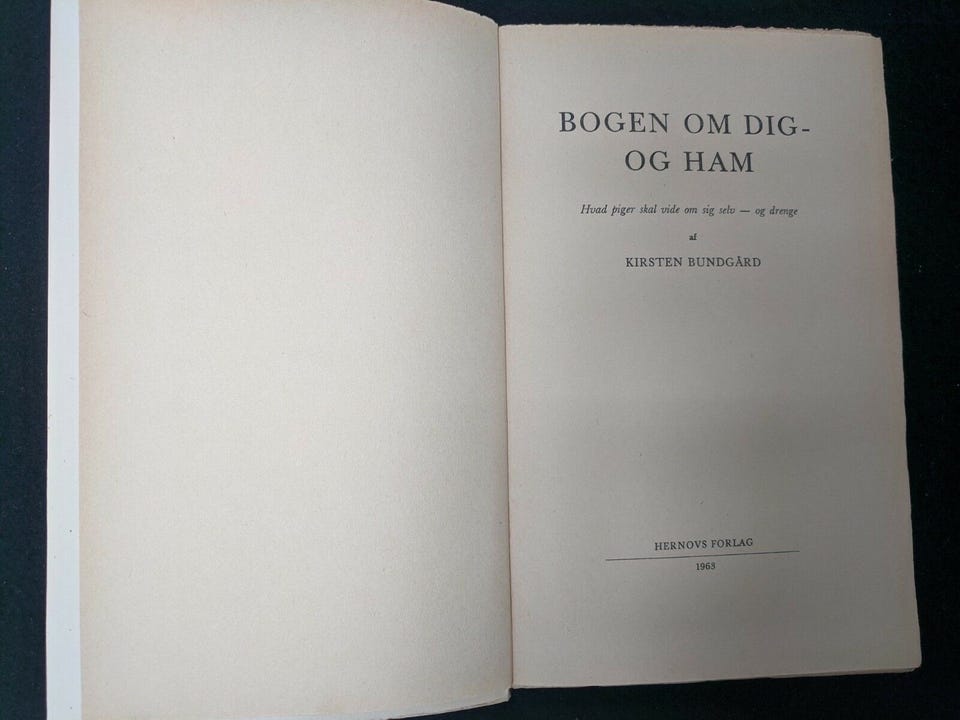 BOGEN OM DIG-
OG HAM
Hvad piger skal vide om sig selv — og drenge
af
KIRSTEN BUNDGÅRD
HERNOVS FORLAG
1963